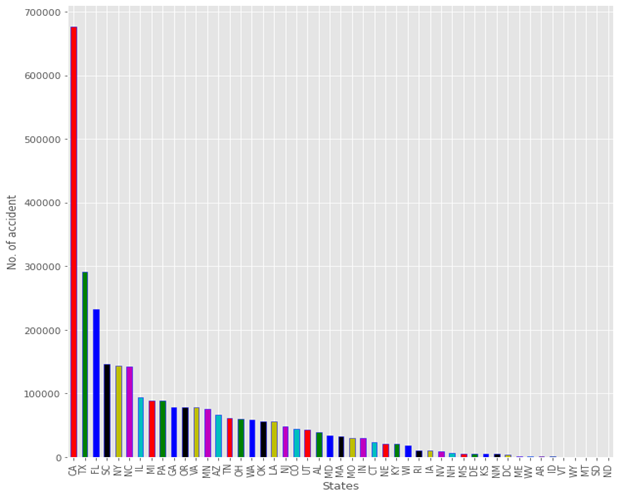 700000
600000
500000
400000
300000
200000
100000
0
No. of accident
CA TX FL SC NY NC IL MI PA GA OR VA MN AZ TN OH WA OK LA NJ CO UT AL MD MA MO IN CT NE KY WI RI IA NV NH MS DE KS NM DC ME WV AR ID VT WY MT SD ND
States